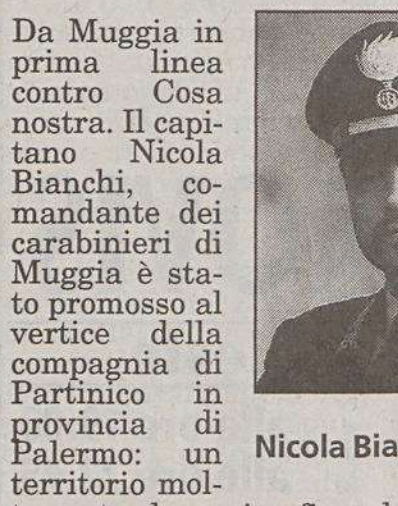 Da Muggia in
prima linea
contro Cosa
nostra. Il capi-
tano Nicola
Bianchi, co-
mandante dei
carabinieri di
Muggia è sta-
to promosso al
vertice della
compagnia di
Partinico in
provincia di
Palermo: un
territorio mol-
Nicola Bia